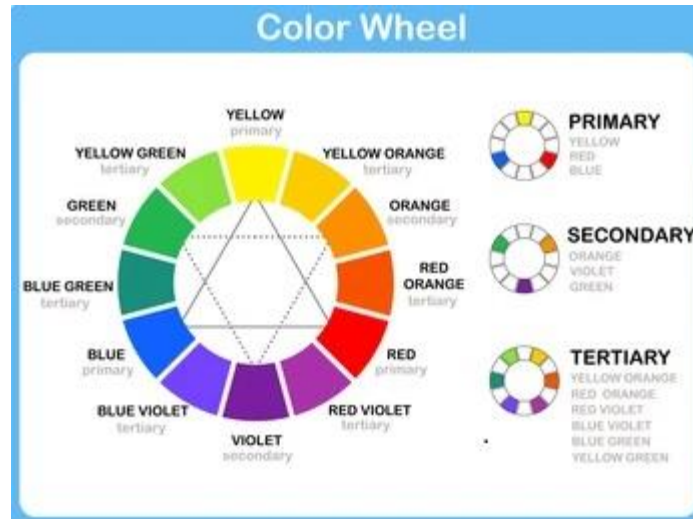 Color Wheel
YELLOW
primary
YELLOW GREEN
tertiary
YELLOW ORANGE
tertiary
GREEN
secondary
ORANGE
secondary
BLUE GREEN
tertiary
RED
ORANGE
tertiary
BLUE
primary
RED
primary
BLUE VIOLET
tertiary
RED VIOLET
tertiary
VIOLET
secondary
PRIMARY
YELLOW
RED
BLUE
SECONDARY
ORANGE
VIOLET
GREEN
TERTIARY
YELLOW ORANGE
RED ORANGE
RED VIOLET
BLUE VIOLET
BLUE GREEN
YELLOW GREEN